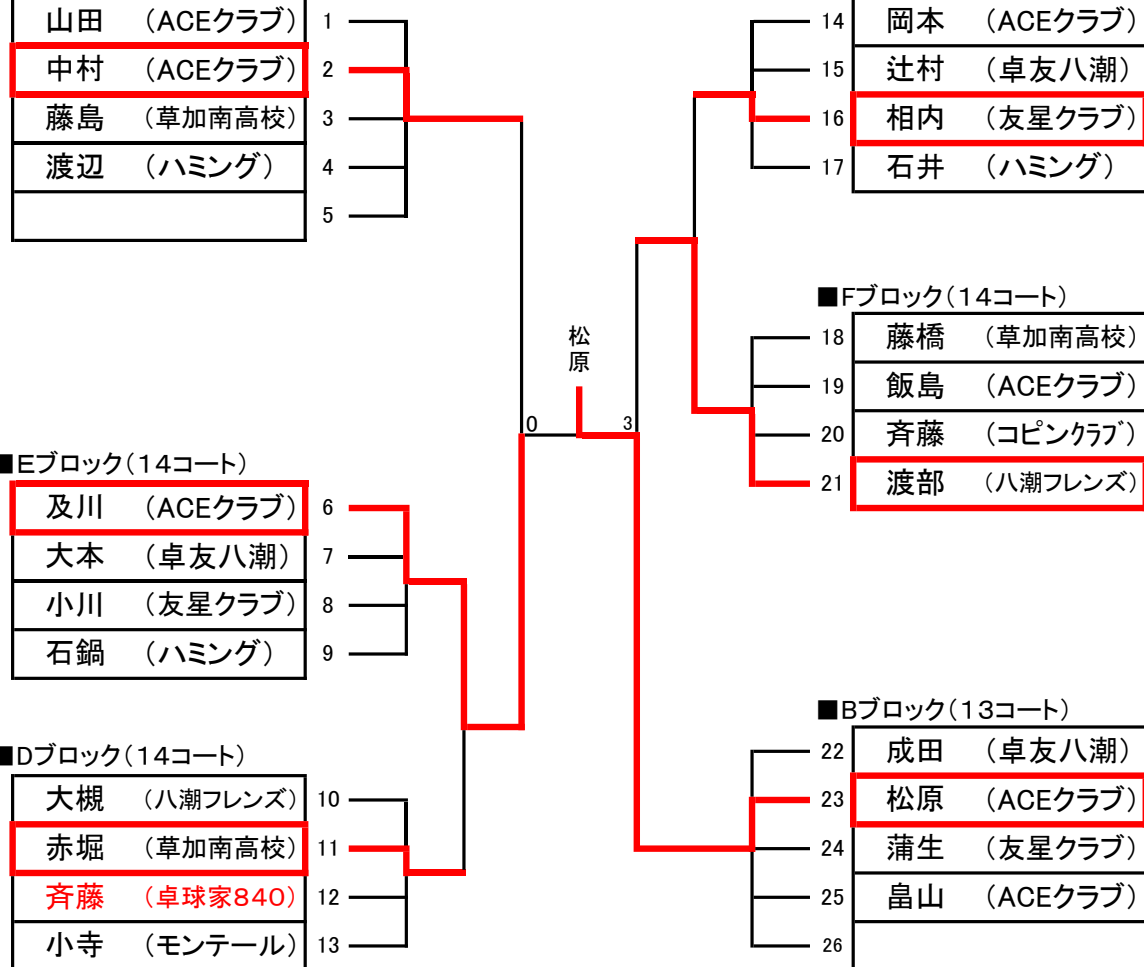 山田 （ACEクラブ） 1
中村 （ACEクラブ） 2
藤島 （草加南高校） 3
渡辺 （ハミング） 4
5
■Eブロック（１４コート）
及川 （ACEクラブ） 6
大本 （卓友八潮） 7
小川 （友星クラブ） 8
石鍋 （ハミング） 9
■Dブロック（１４コート）
大槻 （八潮フレンズ） 10
赤堀 （草加南高校） 11
斉藤 （卓球家840） 12
小寺 （モンテール） 13
松原
0 3
14 岡本 （ACEクラブ）
15 辻村 （卓友八潮）
16 相内 （友星クラブ）
17 石井 （ハミング）
■Fブロック（１４コート）
18 藤橋 （草加南高校）
19 飯島 （ACEクラブ）
20 斉藤 （コピンクラブ）
21 渡部 （八潮フレンズ）
■Bブロック（１３コート）
22 成田 （卓友八潮）
23 松原 （ACEクラブ）
24 蒲生 （友星クラブ）
25 畠山 （ACEクラブ）
26